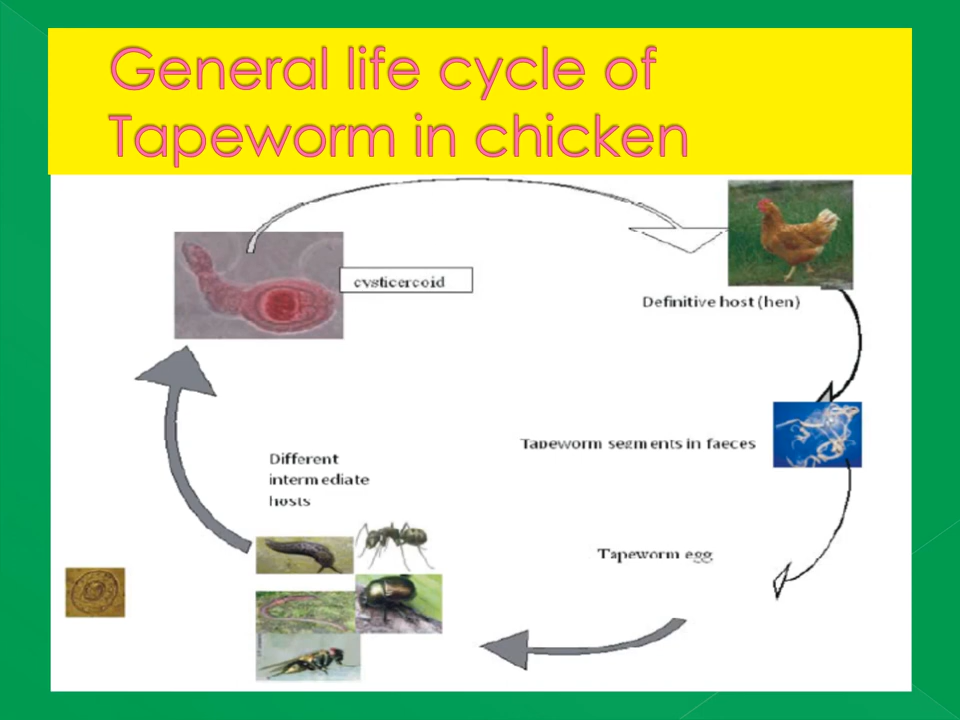 General life cycle of
Tapeworm in chicken
cysticercoid
Definitive host (hen)
Tapeworm segments in faeces
Different
intermediate
hosts
Tapeworm egg